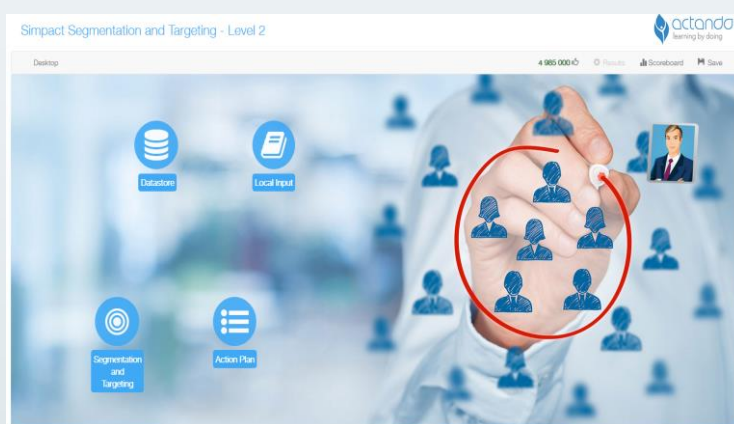 Simpact Segmentation and Targeting - Level 2
actando
learning by doing
Desktop
4 985 000
Results
Scoreboard
Save
Datastore
Local Input
Segmentation
and
Targeting
Action Plan